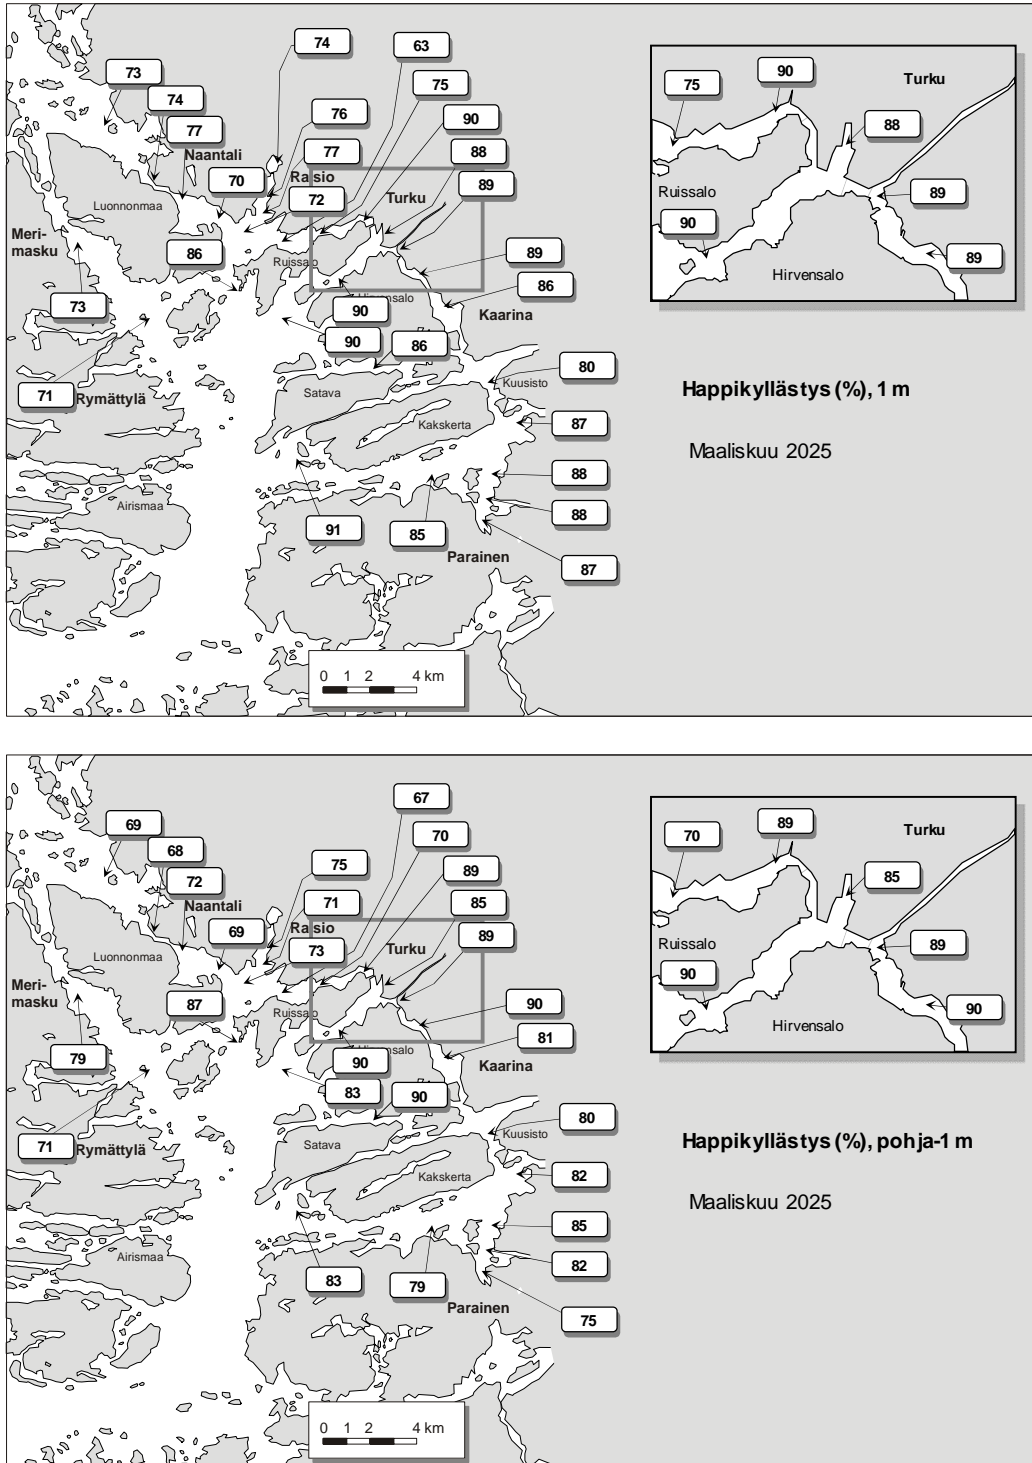 74
63
73
75
74
76
90
77
Naantali
77
88
70
Raisio
72
Turku
89
Luonnonmaa
Meri-
masku
86
Ruissalo
89
73
Hirvensalo
86
90
Kaarina
90
86
80
71
Rymättylä
Satava
Kuusisto
Kakskerta
87
88
Airismaa
91
85
88
Parainen
87
0 1 2 4 km
90
Turku
75
88
Ruissalo
89
90
89
Hirvensalo
Happikyllästys (%), 1 m
Maaliskuu 2025
67
69
70
68
75
89
72
Naantali
71
85
69
Raisio
73
Turku
89
Luonnonmaa
Meri-
masku
87
Ruissalo
90
79
Hirvensalo
81
90
Kaarina
83
90
80
71
Rymättylä
Satava
Kuusisto
Kakskerta
82
85
Airismaa
83
79
82
Parainen
75
0 1 2 4 km
89
Turku
70
85
Ruissalo
89
90
90
Hirvensalo
Happikyllästys (%), pohja-1 m
Maaliskuu 2025